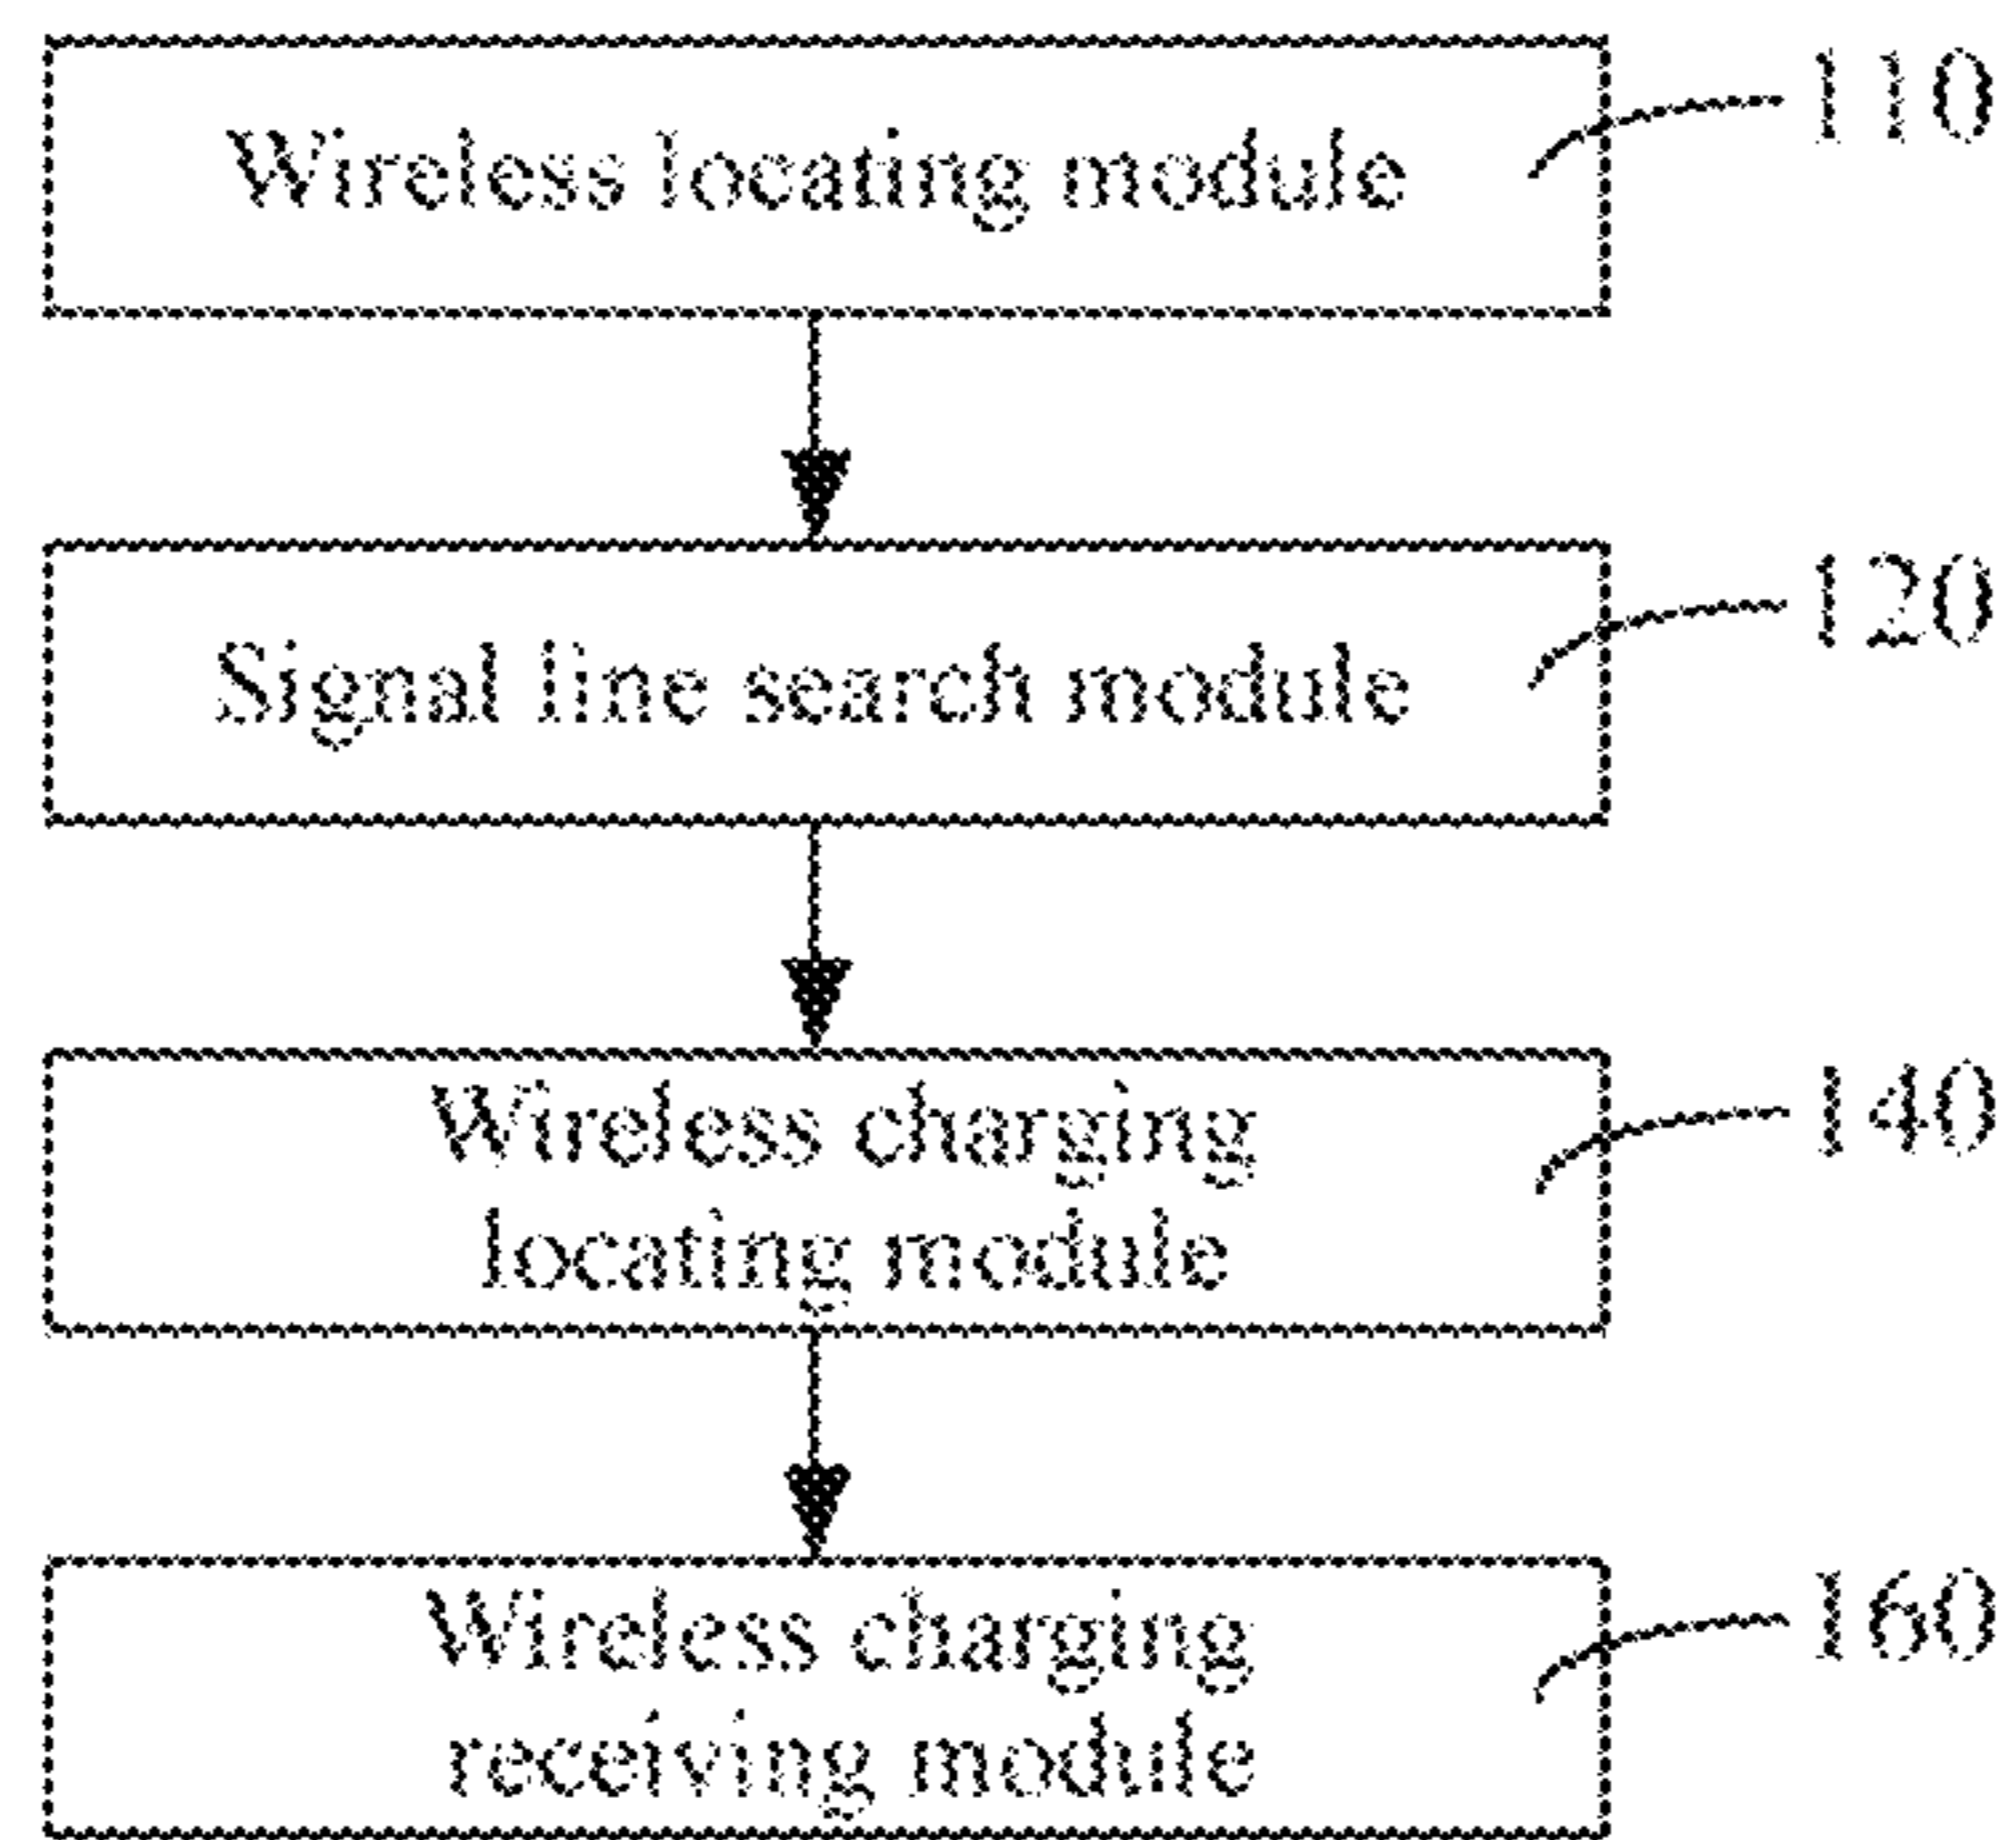 Wireless locating module
110
Signal line search module
120
Wireless charging
locating module
140
Wireless charging
receiving module
160